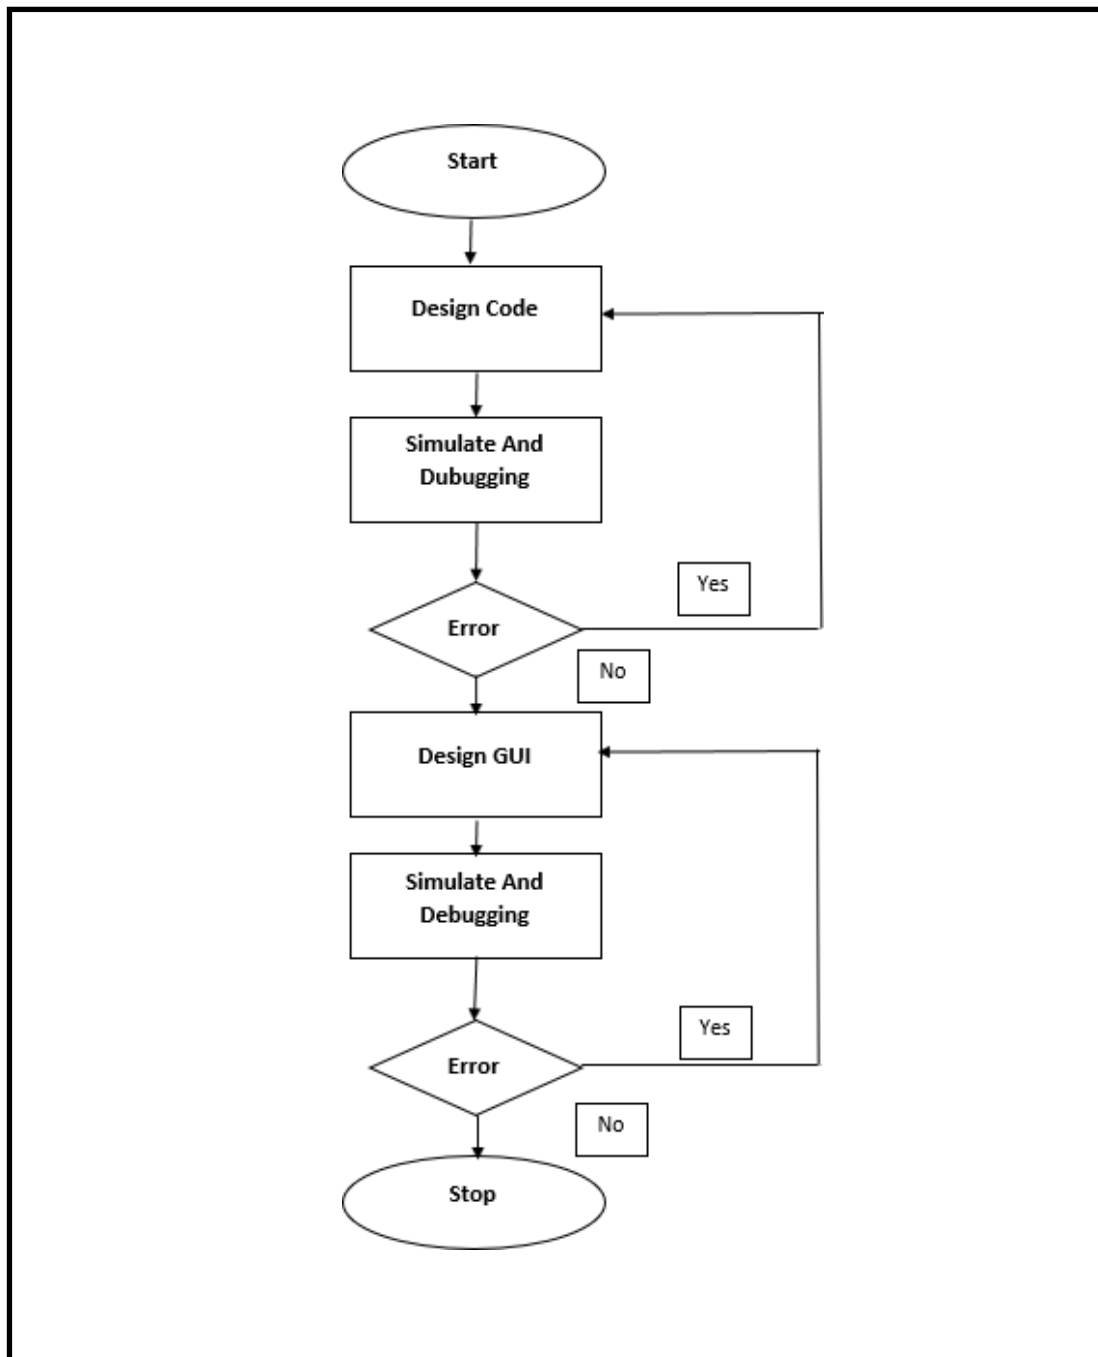 Start
Design Code
Simulate And
Dubugging
Yes
Error
No
Design GUI
Simulate And
Debugging
Yes
Error
No
Stop